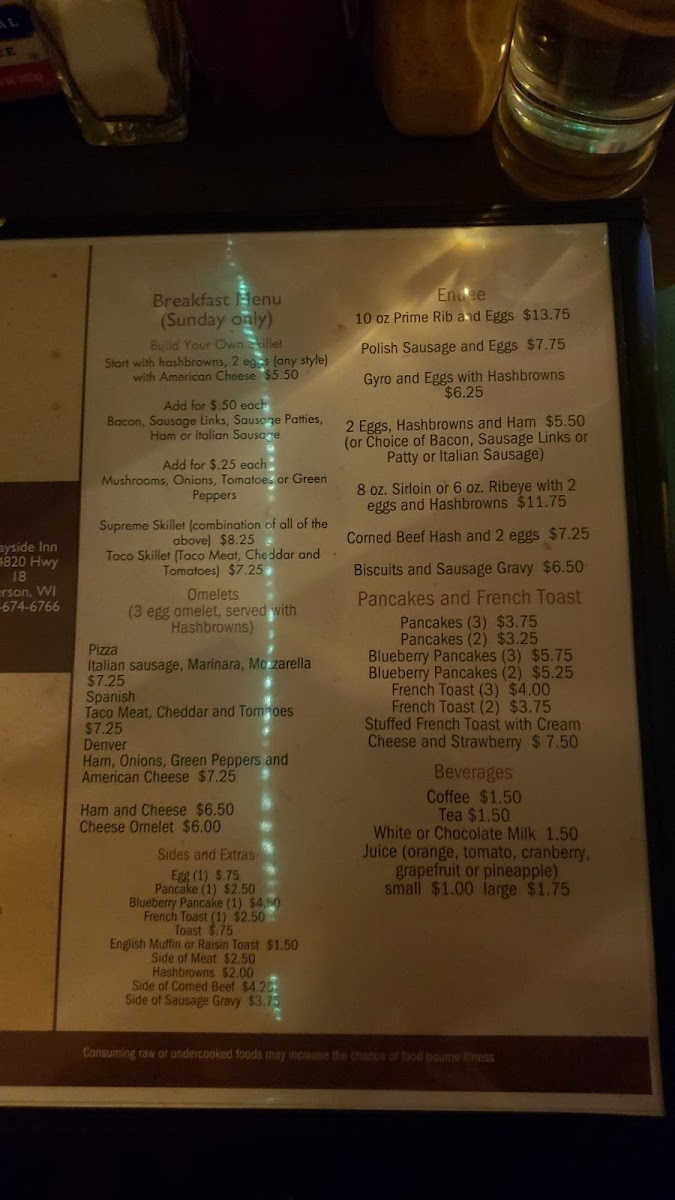 AL
CE
ayside Inn
4820 Hwy
18
erson, WI
-674-6766
Breakfast Menu
(Sunday only)
Build Your Own Skillet
Start with hashbrowns, 2 eggs (any style)
with American Cheese $5.50
Add for $.50 each
Bacon, Sausage Links, Sausage Patties,
Ham or Italian Sausage
Add for $.25 each
Mushrooms, Onions, Tomatoes or Green
Peppers
Supreme Skillet (combination of all of the
above) $8.25
Taco Skillet (Taco Meat, Cheddar and
Tomatoes) $7.25
Omelets
(3 egg omelet, served with
Hashbrowns)
Pizza
Italian sausage, Marinara, Mozzarella
$7.25
Spanish
Taco Meat, Cheddar and Tomatoes
$7.25
Denver
Ham, Onions, Green Peppers and
American Cheese $7.25
Ham and Cheese $6.50
Cheese Omelet $6.00
Sides and Extras
Egg (1) $.75
Pancake (1) $2.50
Blueberry Pancake (1) $4.50
French Toast (1) $2.50
Toast $.75
English Muffin or Raisin Toast $1.50
Side of Meat $2.50
Hashbrowns $2.00
Side of Corned Beef $4.25
Side of Sausage Gravy $3.75
Entree
10 oz Prime Rib and Eggs $13.75
Polish Sausage and Eggs $7.75
Gyro and Eggs with Hashbrowns
$6.25
2 Eggs, Hashbrowns and Ham $5.50
(or Choice of Bacon, Sausage Links or
Patty or Italian Sausage)
8 oz. Sirloin or 6 oz. Ribeye with 2
eggs and Hashbrowns $11.75
Corned Beef Hash and 2 eggs $7.25
Biscuits and Sausage Gravy $6.50
Pancakes and French Toast
Pancakes (3) $3.75
Pancakes (2) $3.25
Blueberry Pancakes (3) $5.75
Blueberry Pancakes (2) $5.25
French Toast (3) $4.00
French Toast (2) $3.75
Stuffed French Toast with Cream
Cheese and Strawberry $ 7.50
Beverages
Coffee $1.50
Tea $1.50
White or Chocolate Milk 1.50
Juice (orange, tomato, cranberry,
grapefruit or pineapple)
small $1.00 large $1.75
Consuming raw or undercooked foods may increase the chance of food bourne illness